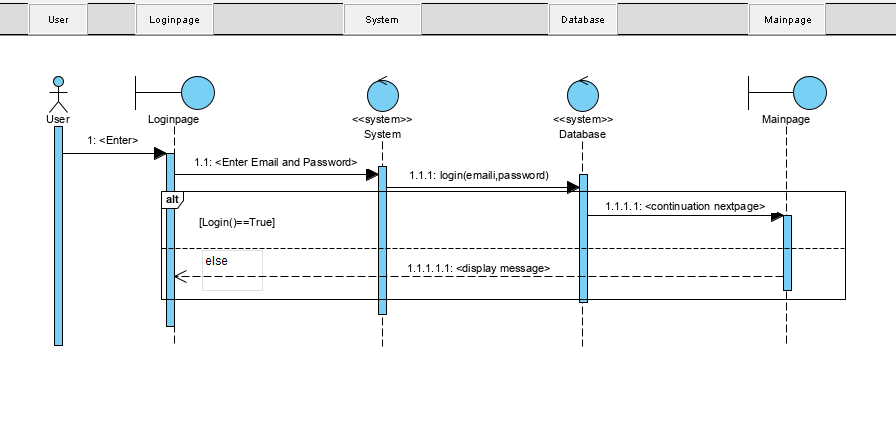 User Loginpage System Database Mainpage
User
Loginpage
<<system>>
System
<<system>>
Database
Mainpage
1: <Enter>
1.1: <Enter Email and Password>
1.1.1: login(emaili,password)
alt
1.1.1.1: <continuation nextpage>
[Login()==True]
else
1.1.1.1.1: <display message>